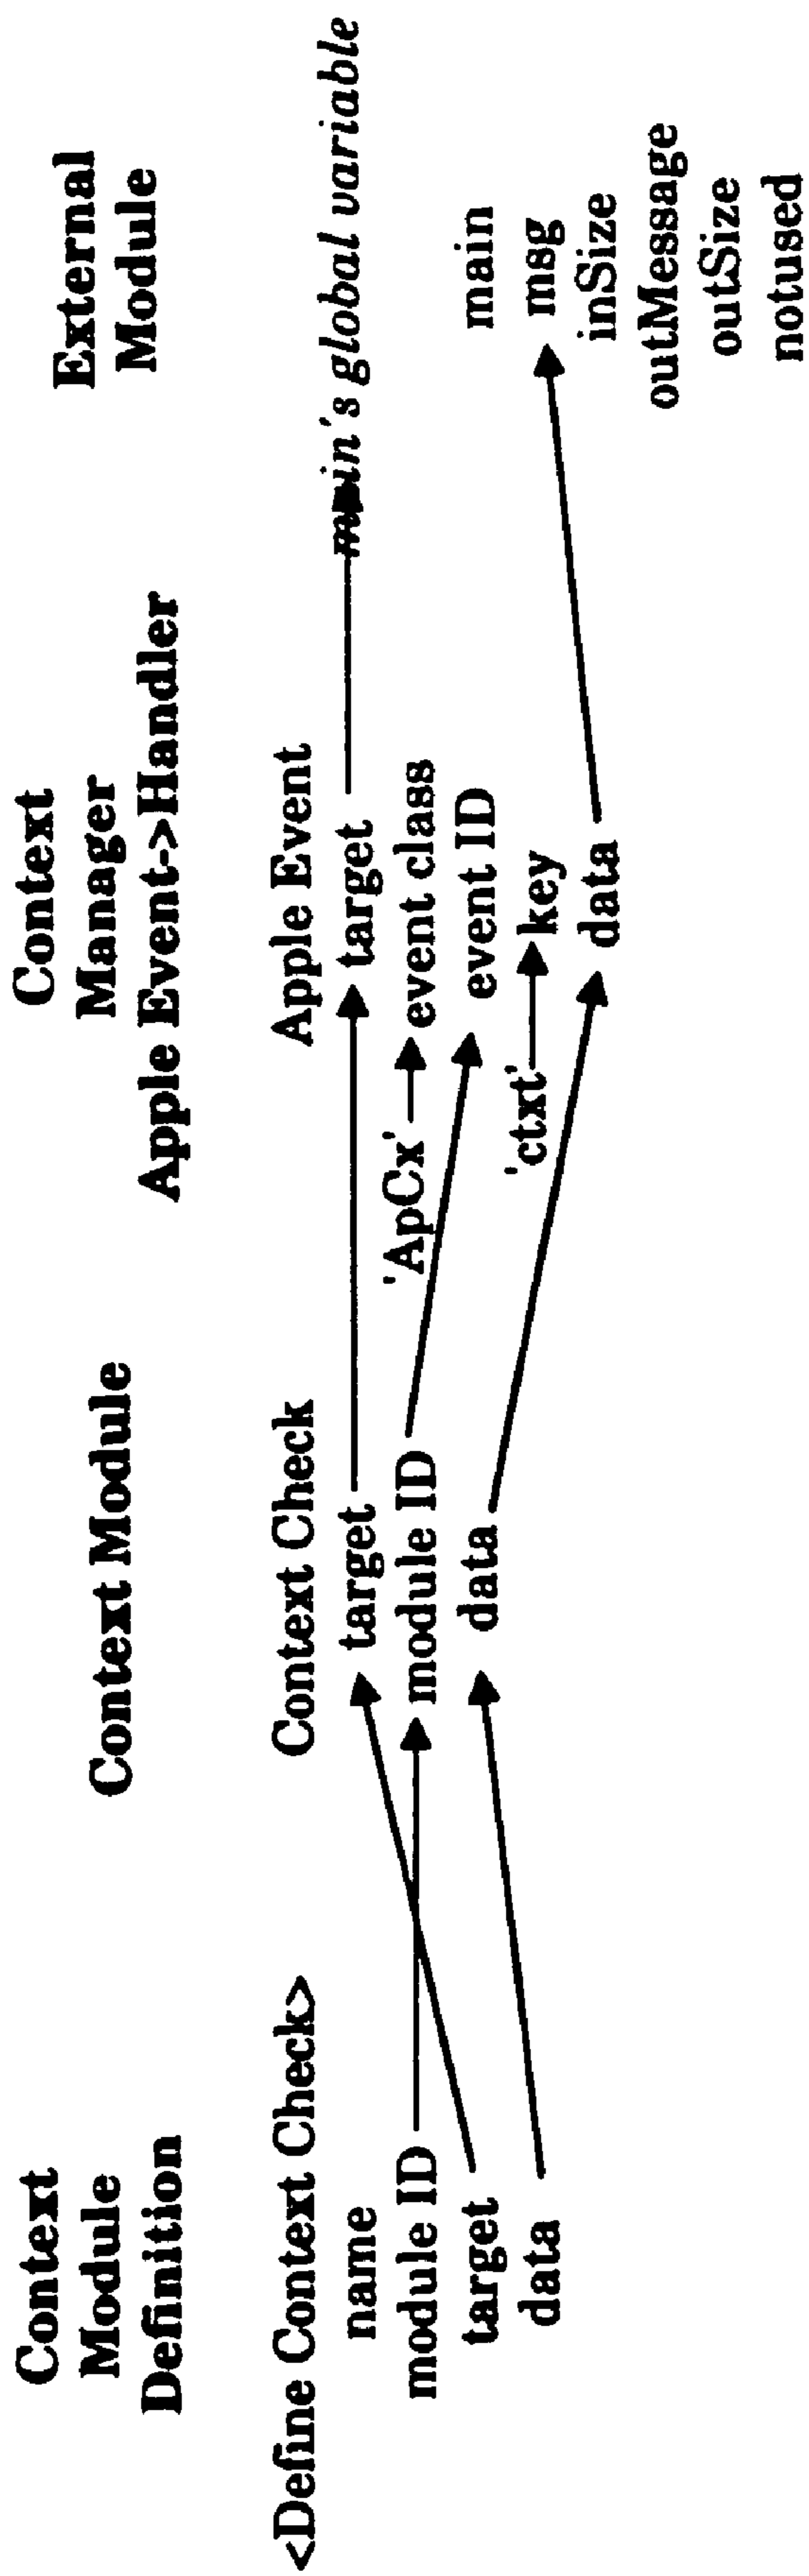 Context
Module
Definition
<Define Context Check>
name
module ID
target
data
Context Module
Context Check
target
module ID
data
Context
Manager
Apple Event->Handler
Apple Event
target
'ApCx'
event class
event ID
'ctxt'
key
data
External
Module
main's global variable
main
msg
inSize
outMessage
outSize
notused